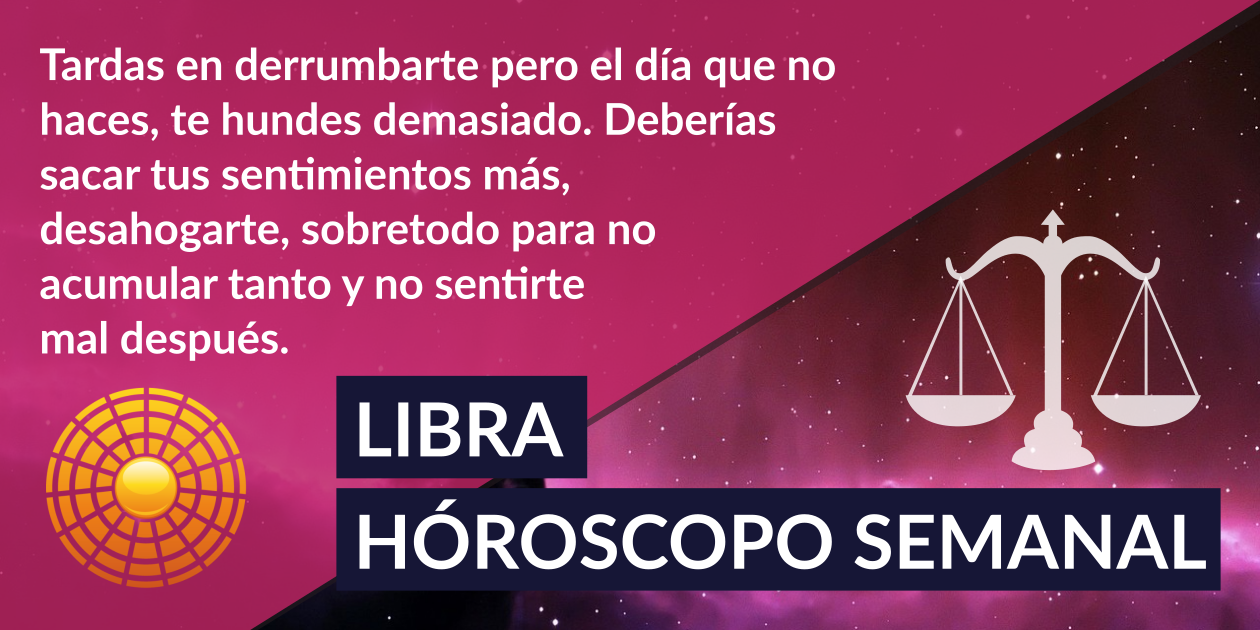 Tardas en derrumbarte pero el día que no
haces, te hundes demasiado. Deberías
sacar tus sentimientos más,
desahogarte, sobretodo para no
acumular tanto y no sentirte
mal después.
LIBRA
HÓROSCOPO SEMANAL